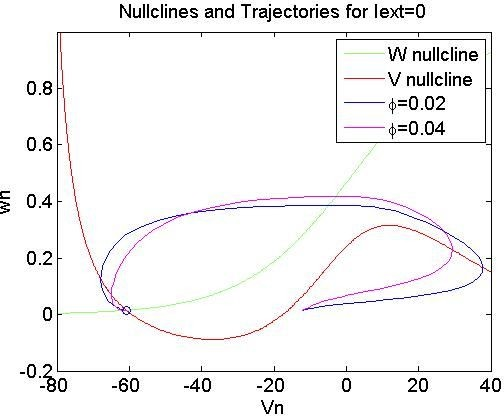 Nullclines and Trajectories for Iext=0
W nullcline
V nullcline
ϕ=0.02
ϕ=0.04
wn
0.8
0.6
0.4
0.2
0
-0.2
-80
-60
-40
-20
0
20
40
Vn